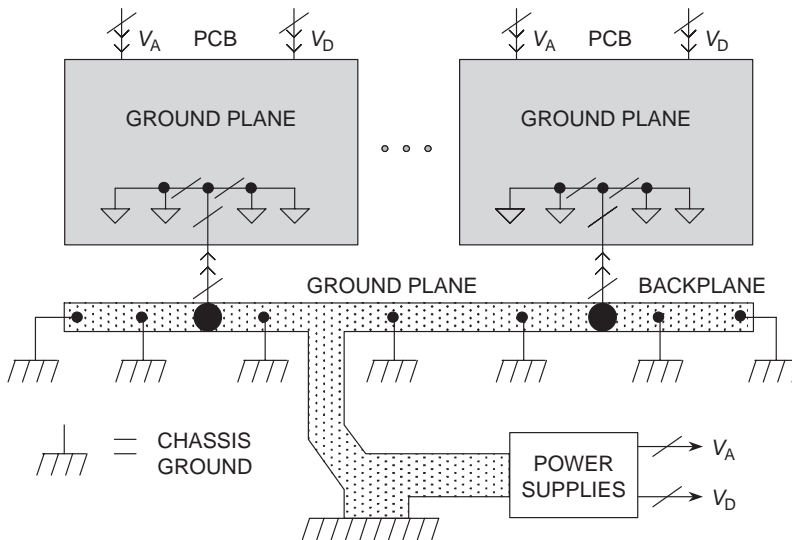 VA PCB VD
VA PCB VD
GROUND PLANE
GROUND PLANE
GROUND PLANE
BACKPLANE
CHASSIS
GROUND
POWER
SUPPLIES
VA
VD